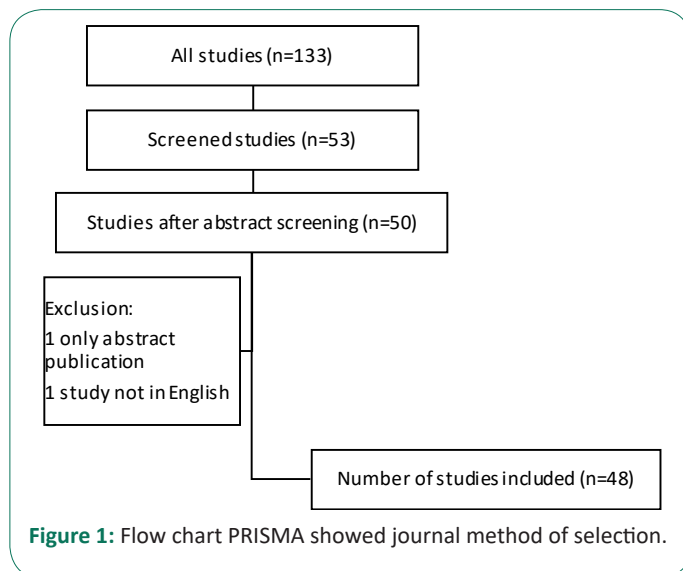 All studies (n=133)
Screened studies (n=53)
Studies after abstract screening (n=50)
Exclusion:
1 only abstract
publication
1 study not in English
Number of studies included (n=48)
Figure 1: Flow chart PRISMA showed journal method of selection.